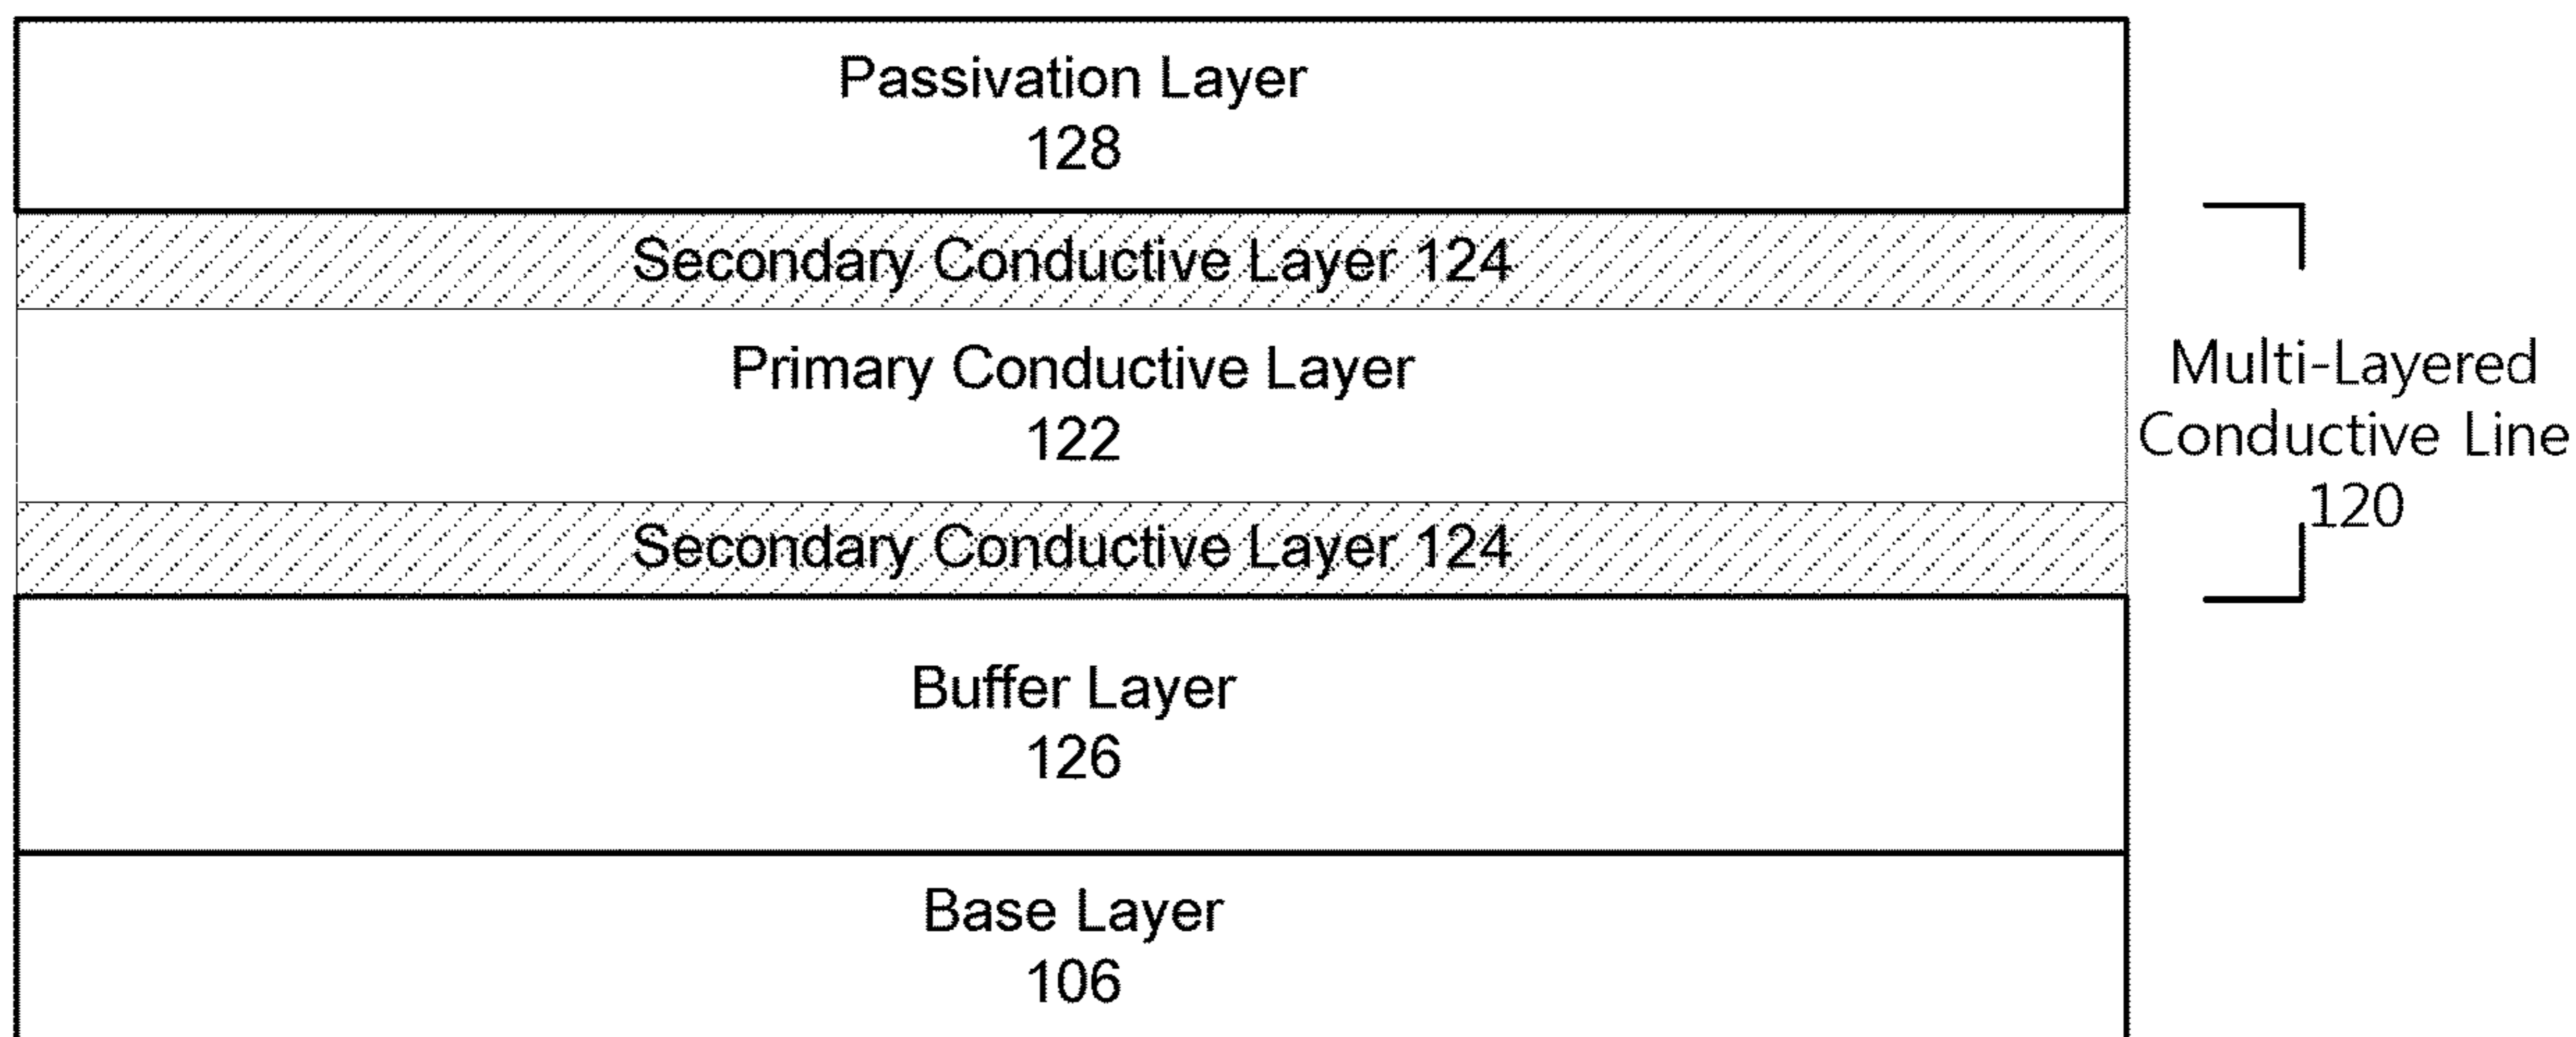 Passivation Layer
128
Secondary Conductive Layer 124
Primary Conductive Layer
122
Secondary Conductive Layer 124
Multi-Layered
Conductive Line
120
Buffer Layer
126
Base Layer
106